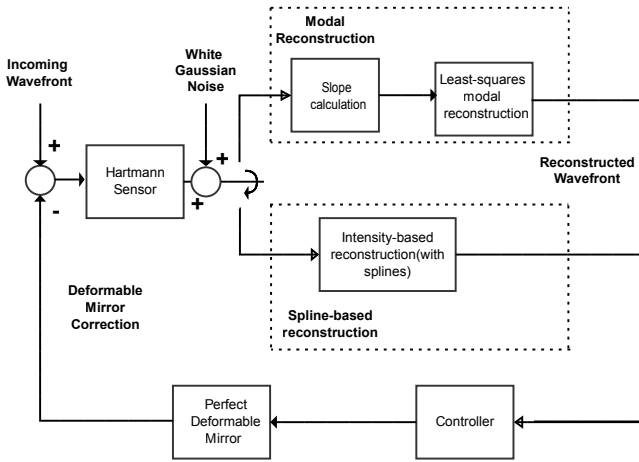 Modal
Reconstruction
Incoming
Wavefront
White
Gaussian
Noise
Slope
calculation
Least-squares
modal
reconstruction
+
Hartmann
Sensor
+
+
-
Reconstructed
Wavefront
Intensity-based
reconstruction(with
splines)
Deformable
Mirror
Correction
Spline-based
reconstruction
Perfect
Deformable
Mirror
Controller